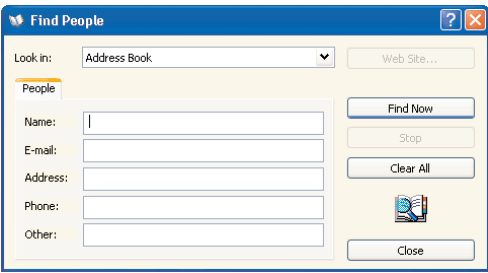 Find People
Look in:
Address Book
Web Site...
People
Find Now
Name:
Stop
E-mail:
Clear All
Address:
Phone:
Other:
Close